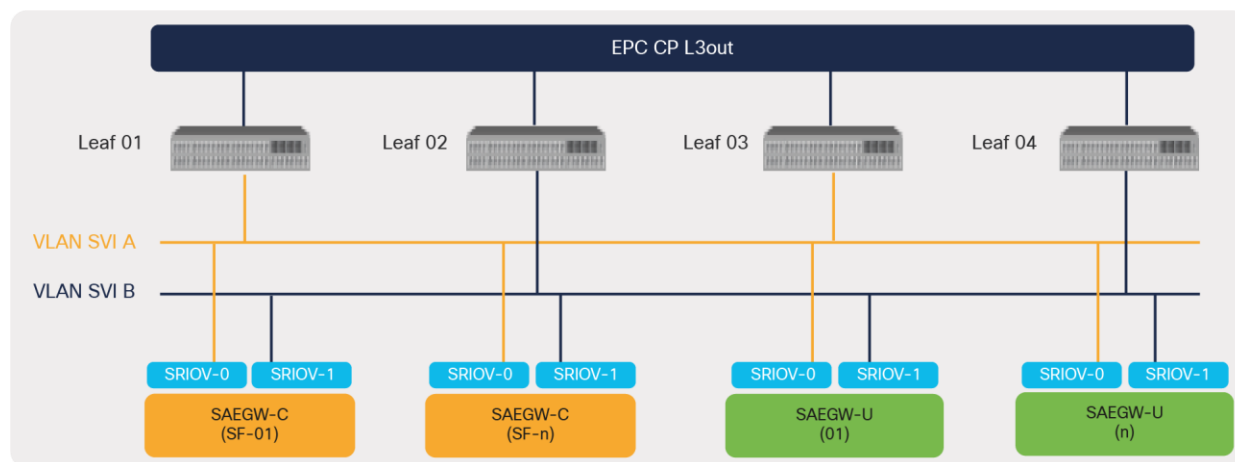 EPC CP L3out
Leaf 01
Leaf 02
Leaf 03
Leaf 04
VLAN SVI A
VLAN SVI B
SRIOV-0
SRIOV-1
SRIOV-0
SRIOV-1
SRIOV-0
SRIOV-1
SRIOV-0
SRIOV-1
SAEGW-C
(SF-01)
SAEGW-C
(SF-n)
SAEGW-U
(01)
SAEGW-U
(n)